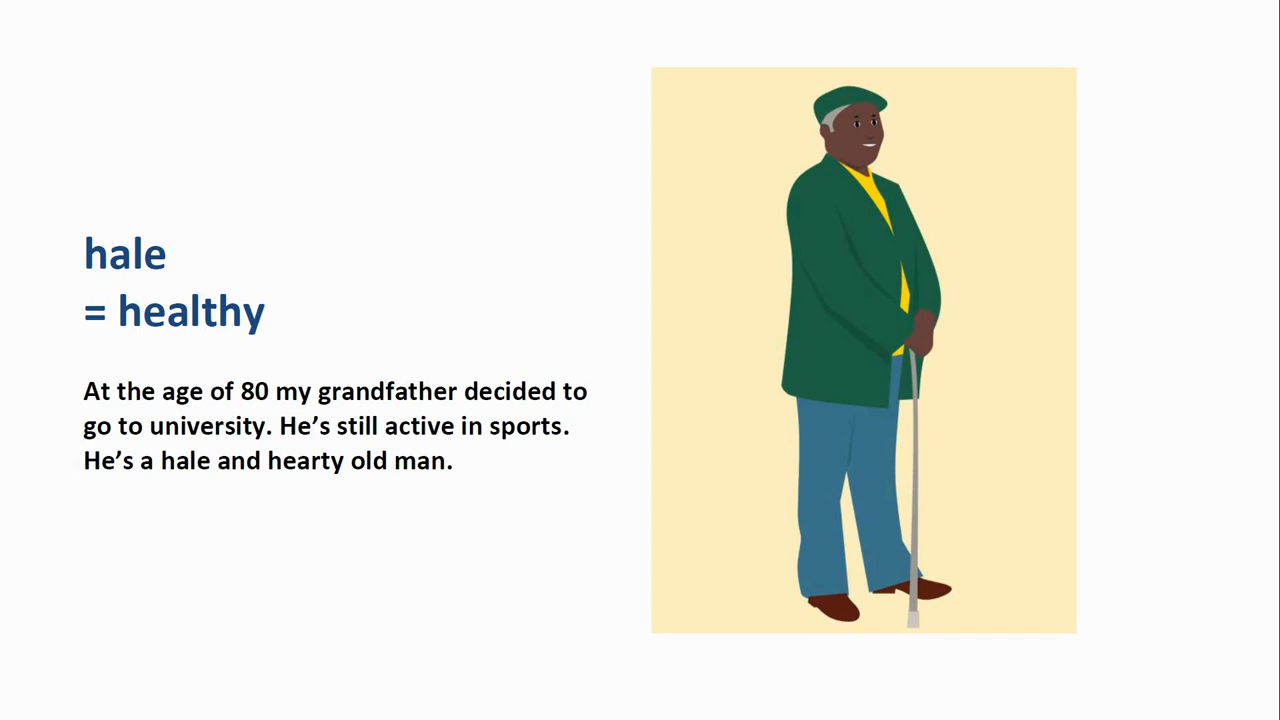 hale
= healthy
At the age of 80 my grandfather decided to
go to university. He’s still active in sports.
He’s a hale and hearty old man.